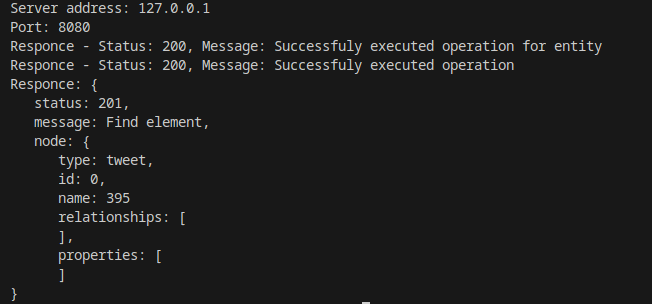 Server address: 127.0.0.1
Port: 8080
Responce - Status: 200, Message: Successfuly executed operation for entity
Responce - Status: 200, Message: Successfuly executed operation
Responce: {
   status: 201,
   message: Find element,
   node: {
      type: tweet,
      id: 0,
      name: 395
      relationships: [
      ],
      properties: [
      ]
}